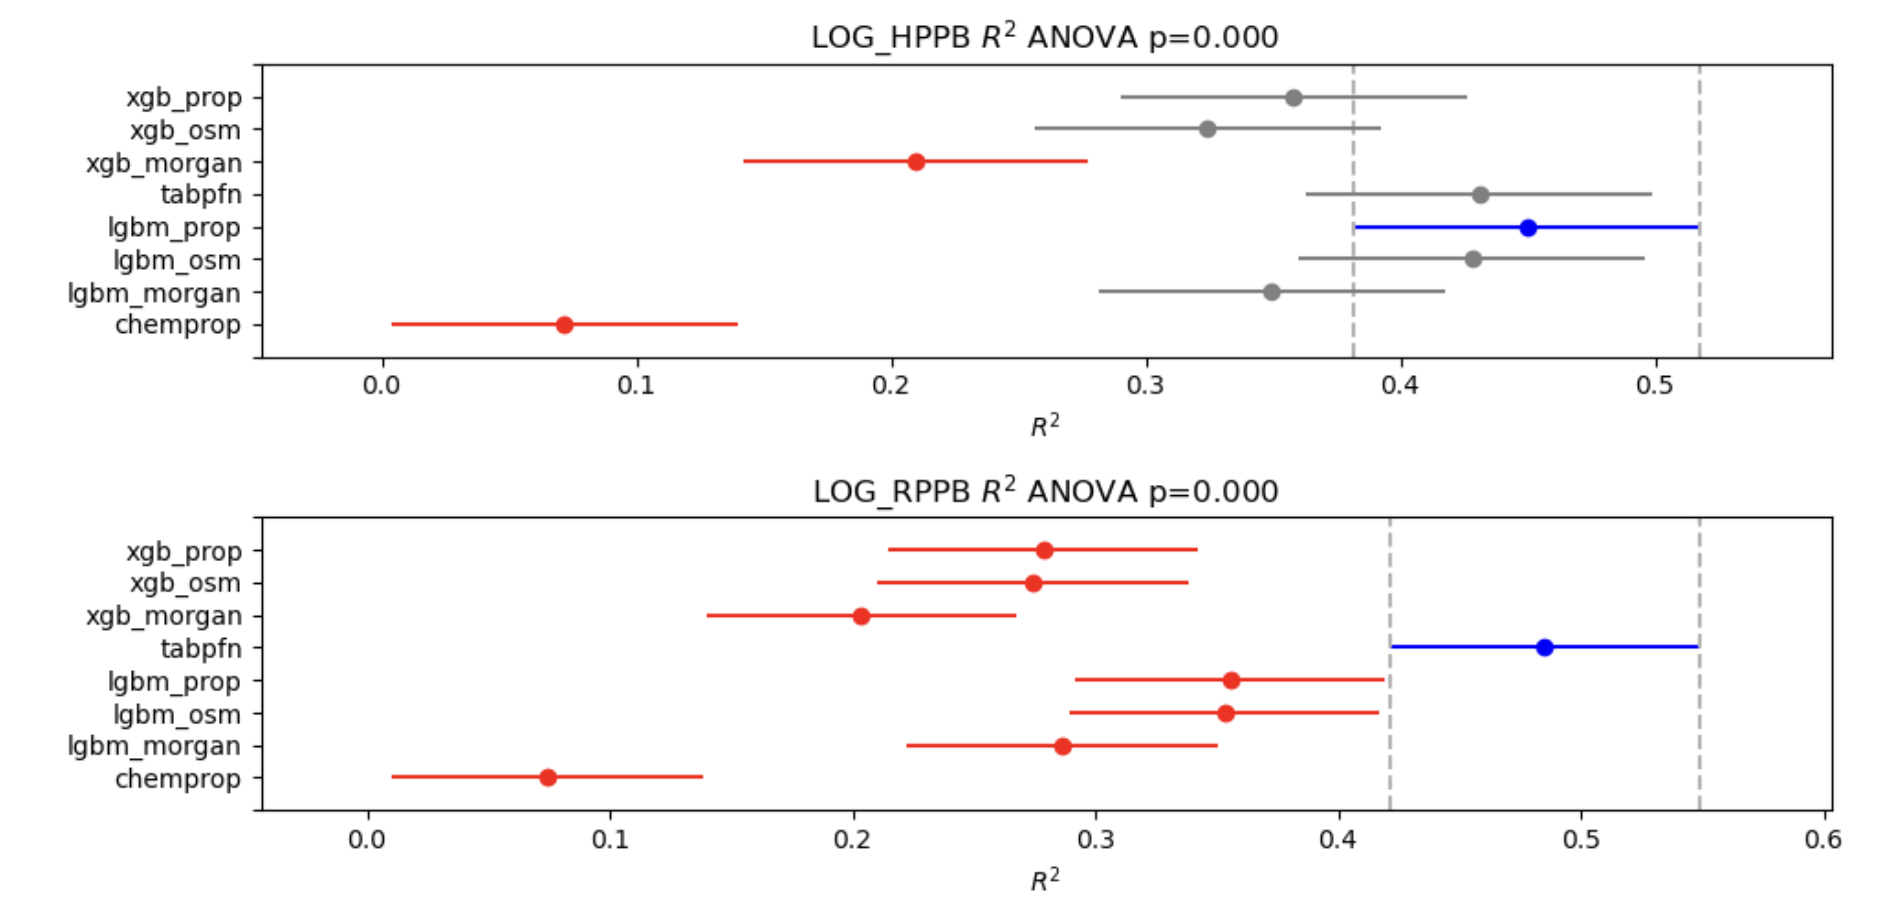 LOG_HPPB R² ANOVA p=0.000
xgb_prop
xgb_osm
xgb_morgan
tabpfn
lgbm_prop
lgbm_osm
lgbm_morgan
chemprop
0.0 0.1 0.2 0.3 0.4 0.5
R²
LOG_RPPB R² ANOVA p=0.000
xgb_prop
xgb_osm
xgb_morgan
tabpfn
lgbm_prop
lgbm_osm
lgbm_morgan
chemprop
0.0 0.1 0.2 0.3 0.4 0.5 0.6
R²